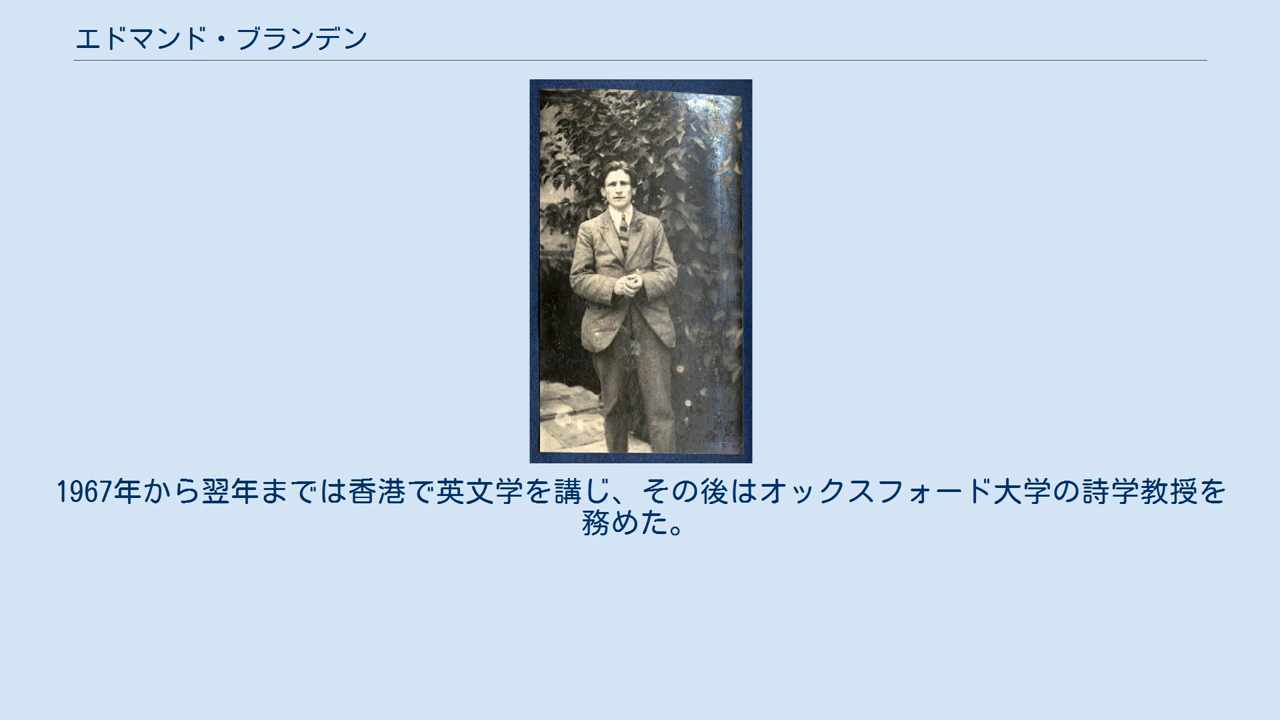 エドマンド・ブランデン
1967年から翌年までは香港で英文学を講じ、その後はオックスフォード大学の詩学教授を
務めた。